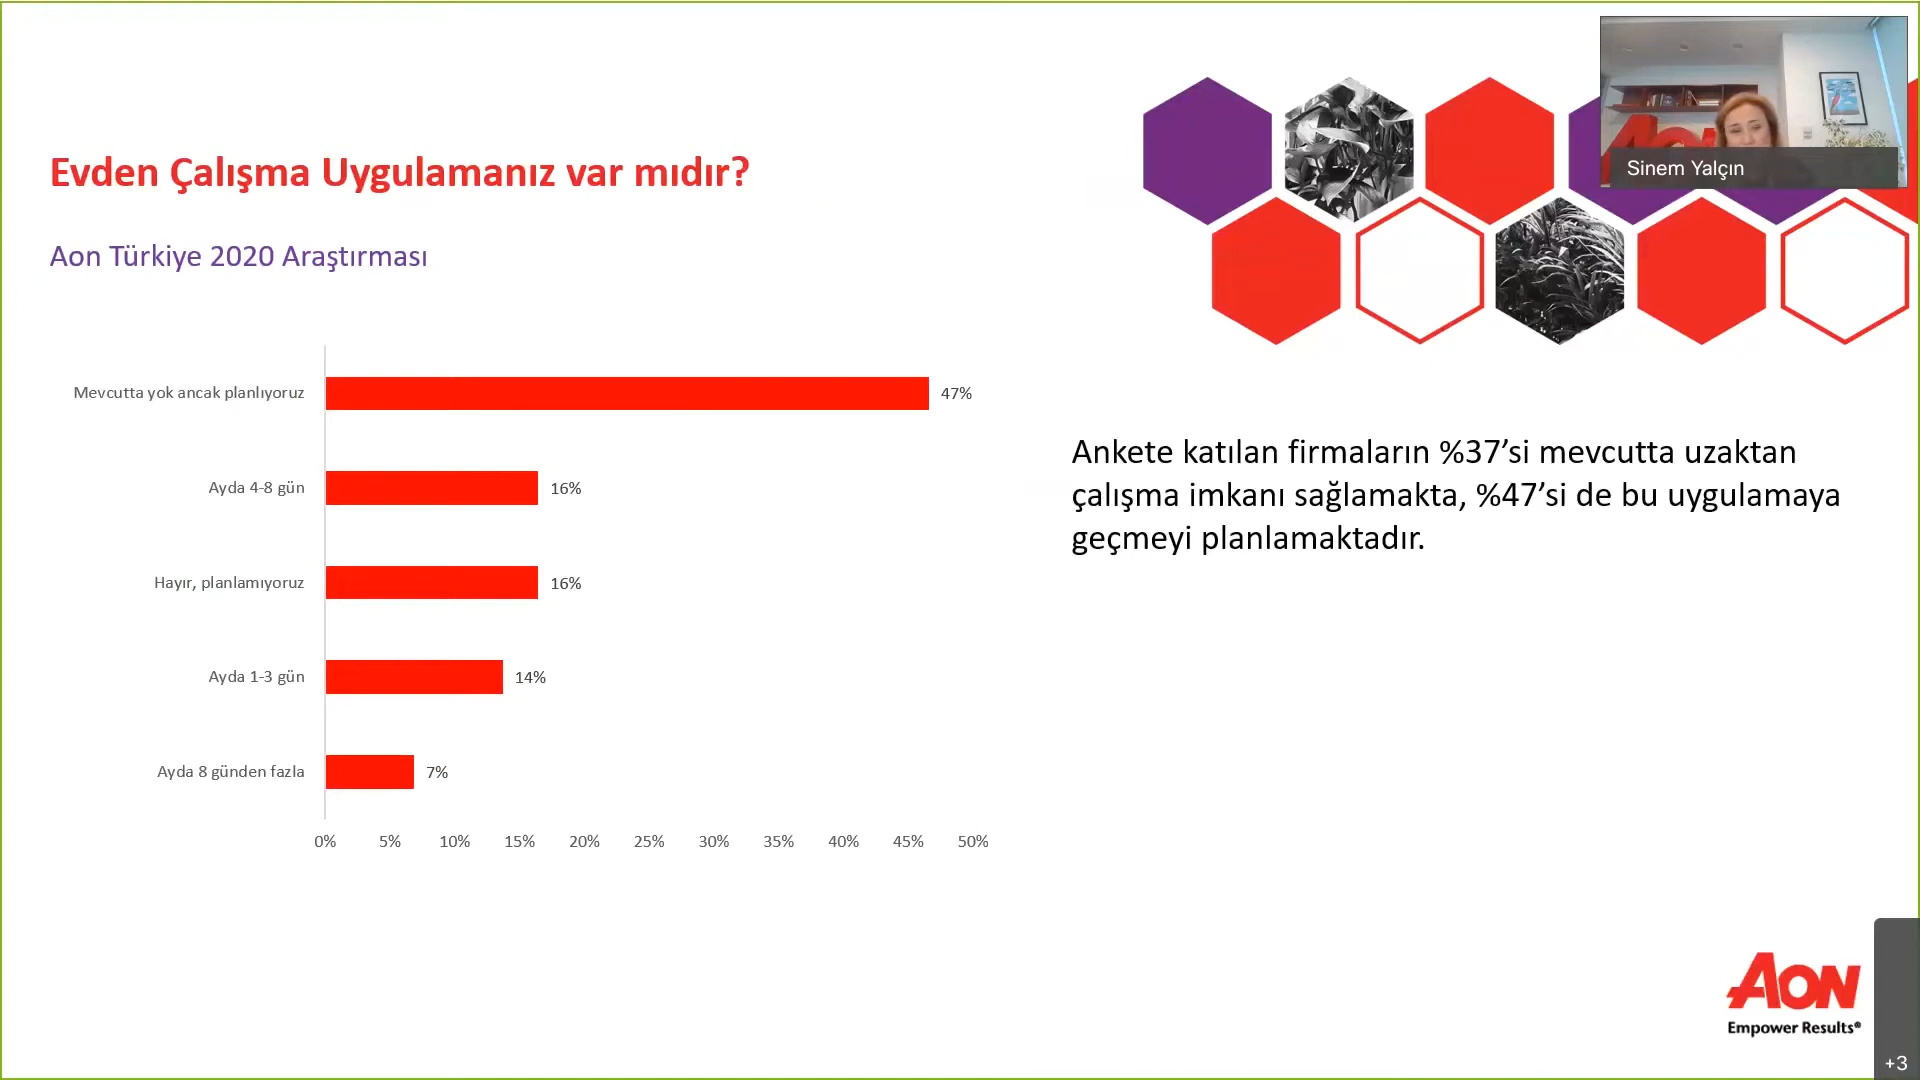 Sinem Yalçın
Evden Çalışma Uygulamanız var mıdır?
Aon Türkiye 2020 Araştırması
Mevcutta yok ancak planlıyoruz
47%
Ayda 4-8 gün
16%
Hayır, planlamıyoruz
16%
Ayda 1-3 gün
14%
Ayda 8 günden fazla
7%
0% 5% 10% 15% 20% 25% 30% 35% 40% 45% 50%
Ankete katılan firmaların %37’si mevcutta uzaktan
çalışma imkanı sağlamakta, %47’si de bu uygulamaya
geçmeyi planlamaktadır.
AON
Empower Results®
+3